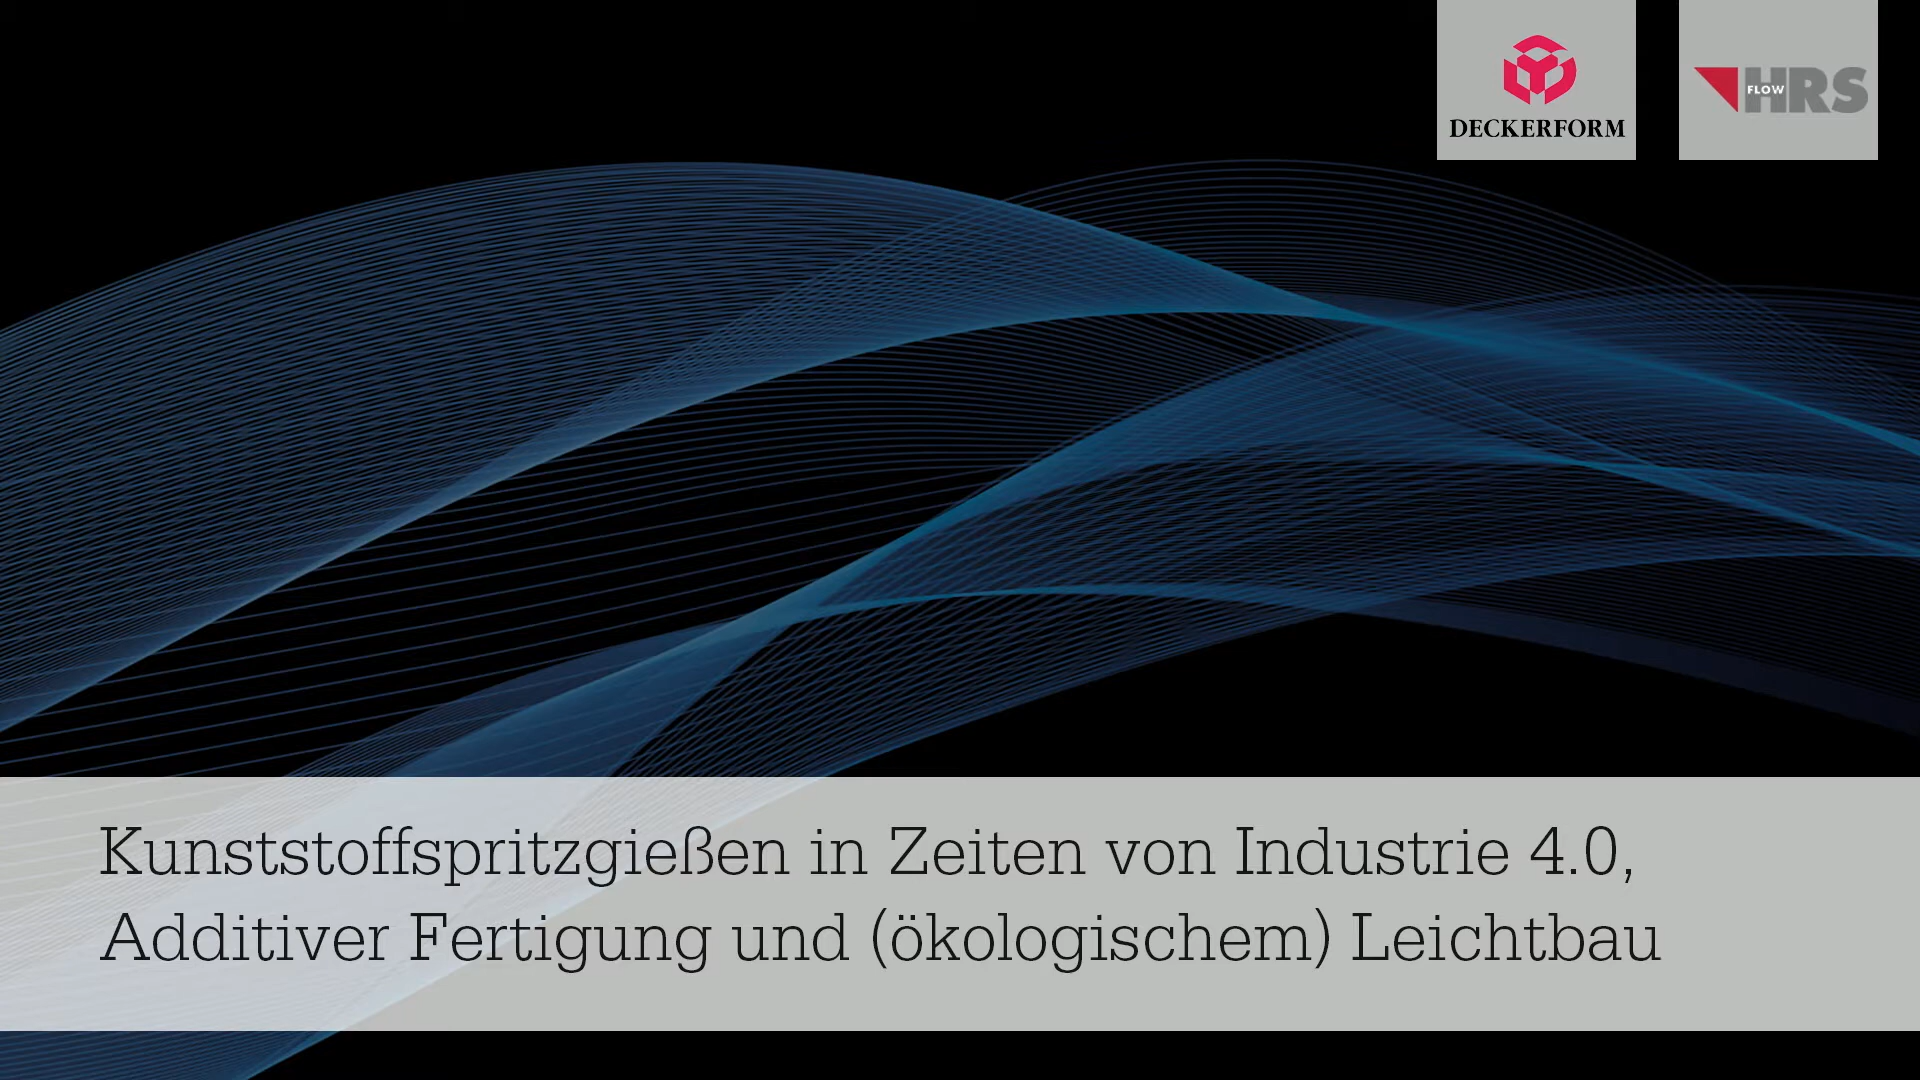 DECKERFORM
FLOW HRS
Kunststoffspritzgießen in Zeiten von Industrie 4.0,
Additiver Fertigung und (ökologischem) Leichtbau